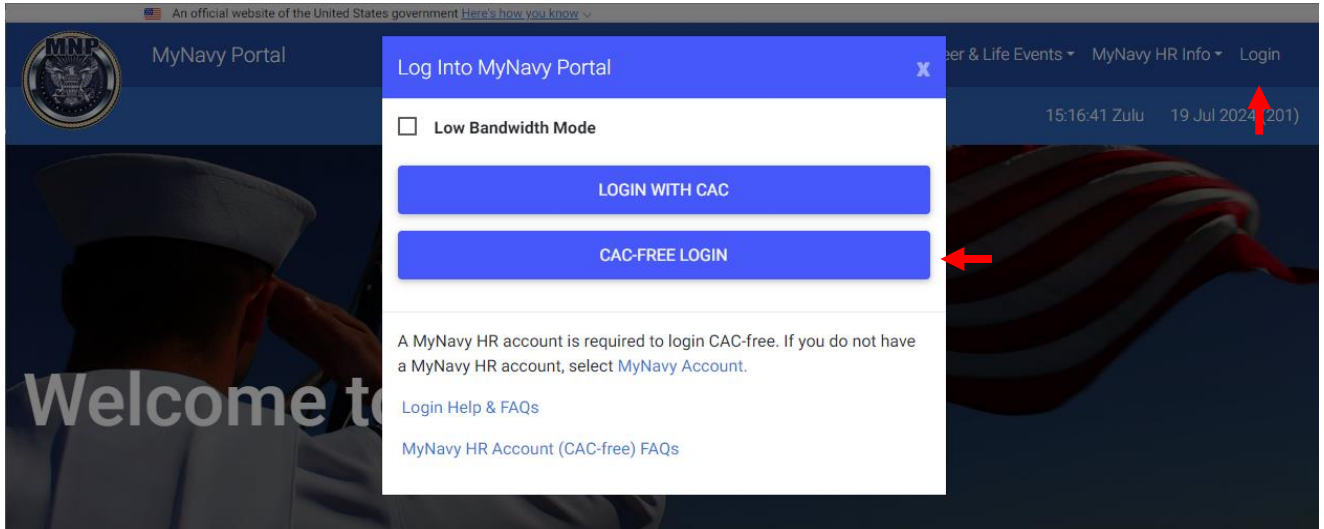 An official website of the United States government Here's how you know
MNP
MyNavy Portal
eer & Life Events
MyNavy HR Info
Login
15:16:41 Zulu
19 Jul 2024 (201)
Log Into MyNavy Portal
X
Low Bandwidth Mode
LOGIN WITH CAC
CAC-FREE LOGIN
A MyNavy HR account is required to login CAC-free. If you do not have
a MyNavy HR account, select MyNavy Account.
Login Help & FAQs
MyNavy HR Account (CAC-free) FAQs
Welcome to